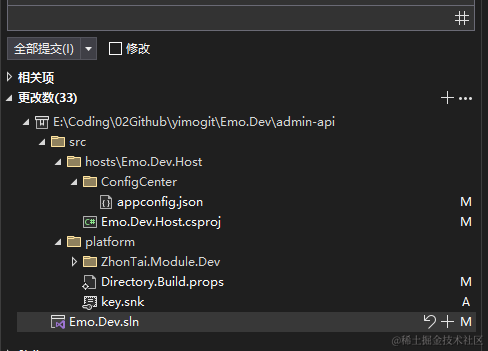 全部提交(I) 修改
相关项
更改数(33)
E:\Coding\02Github\yimogit\Emo.Dev\admin-api
src
hosts\Emo.Dev.Host
ConfigCenter
appconfig.json M
Emo.Dev.Host.csproj M
platform
ZhonTai.Module.Dev
Directory.Build.props M
key.snk A
Emo.Dev.sln M
@稀土掘金技术社区